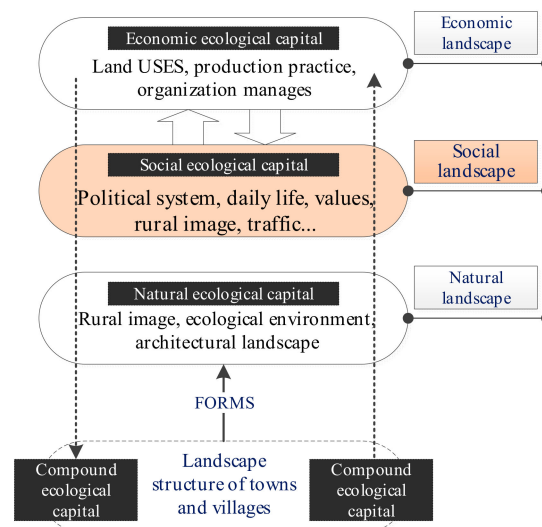 Economic ecological capital
Land USES, production practice,
organization manages
Economic
landscape
Social ecological capital
Political system, daily life, values,
rural image, traffic...
Social
landscape
Natural ecological capital
Rural image, ecological environment,
architectural landscape
Natural
landscape
FORMS
Compound
ecological
capital
Landscape
structure of towns
and villages
Compound
ecological
capital